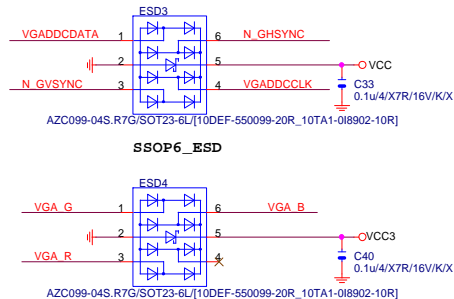 ESD3
VGADDCDATA 1 6 N_GHSYNC
2 5 VCC
N_GVSYNC 3 4 VGADDCCLK
C33
0.1u/4/X7R/16V/K/X
AZC099-04S.R7G/SOT23-6L/[10DEF-550099-20R_10TA1-0I8902-10R]
SSOP6_ESD
ESD4
VGA_G 1 6 VGA_B
2 5 VCC3
VGA_R 3 4
C40
0.1u/4/X7R/16V/K/X
AZC099-04S.R7G/SOT23-6L/[10DEF-550099-20R_10TA1-0I8902-10R]